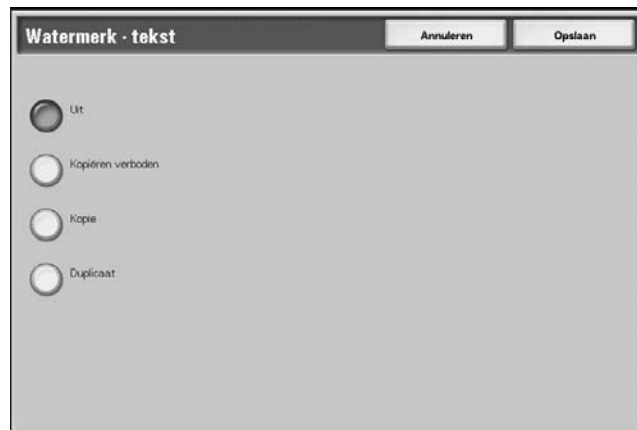 Watermerk - tekst
Annuleren
Opslaan
Uit
Kopiëren verboden
Kopie
Duplicaat